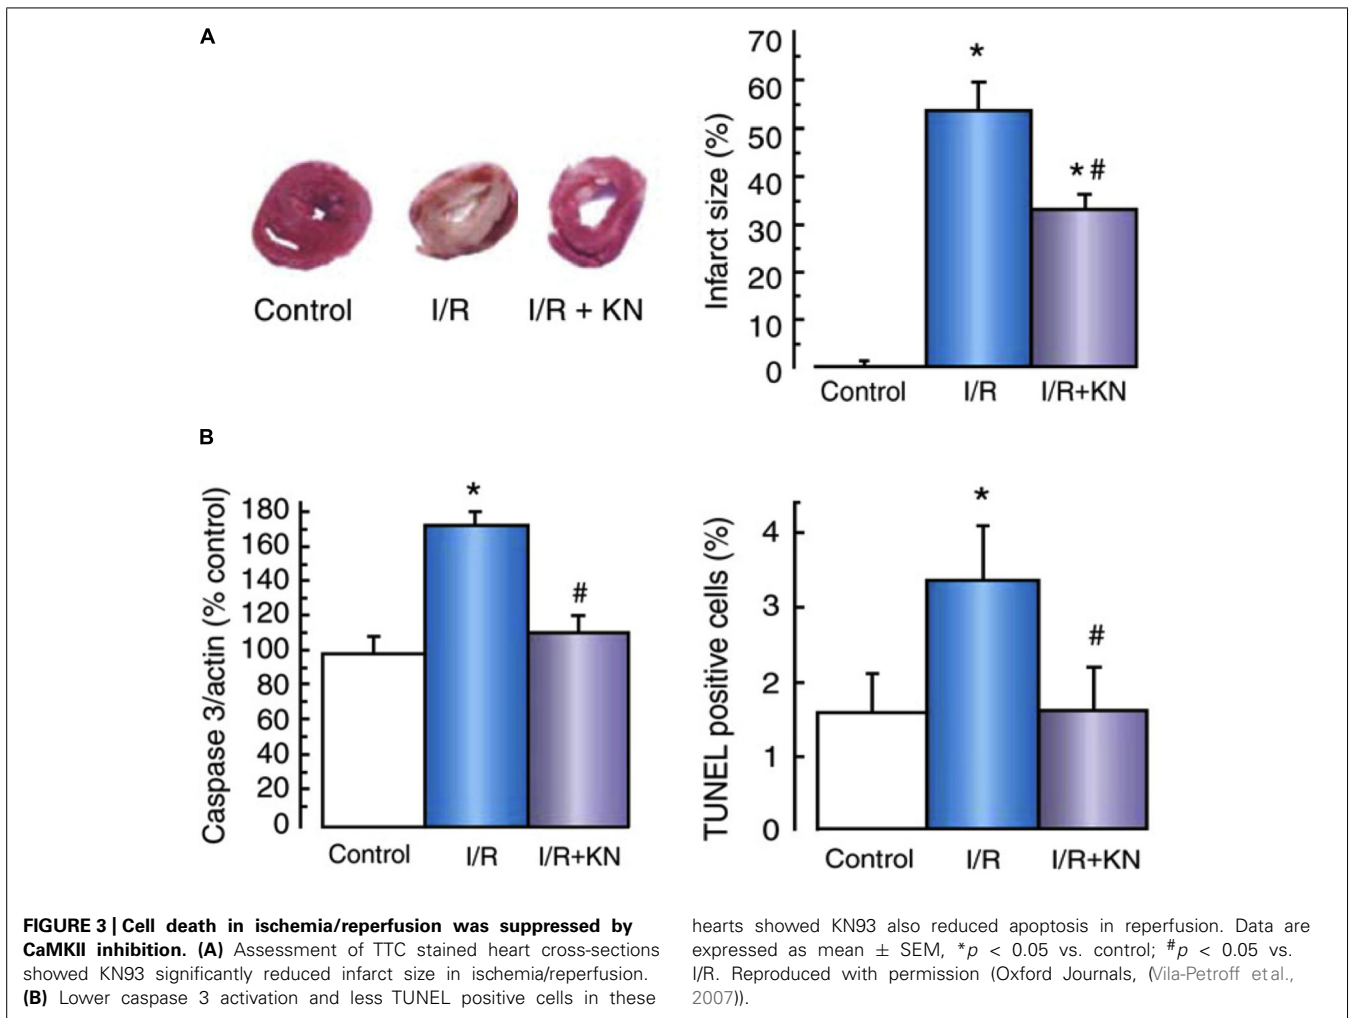 A
Control
I/R
I/R + KN
Infarct size (%)
70
60
50
40
30
20
10
0
*
* #
Control
I/R
I/R+KN
B
Caspase 3/actin (% control)
180
160
140
120
100
80
60
40
20
0
*
#
Control
I/R
I/R+KN
TUNEL positive cells (%)
4
3
2
1
0
*
#
Control
I/R
I/R+KN
FIGURE 3 | Cell death in ischemia/reperfusion was suppressed by
CaMKII inhibition. (A) Assessment of TTC stained heart cross-sections
showed KN93 significantly reduced infarct size in ischemia/reperfusion.
(B) Lower caspase 3 activation and less TUNEL positive cells in these
hearts showed KN93 also reduced apoptosis in reperfusion. Data are
expressed as mean ± SEM, *p < 0.05 vs. control; #p < 0.05 vs.
I/R. Reproduced with permission (Oxford Journals, (Vila-Petroff et al.,
2007)).